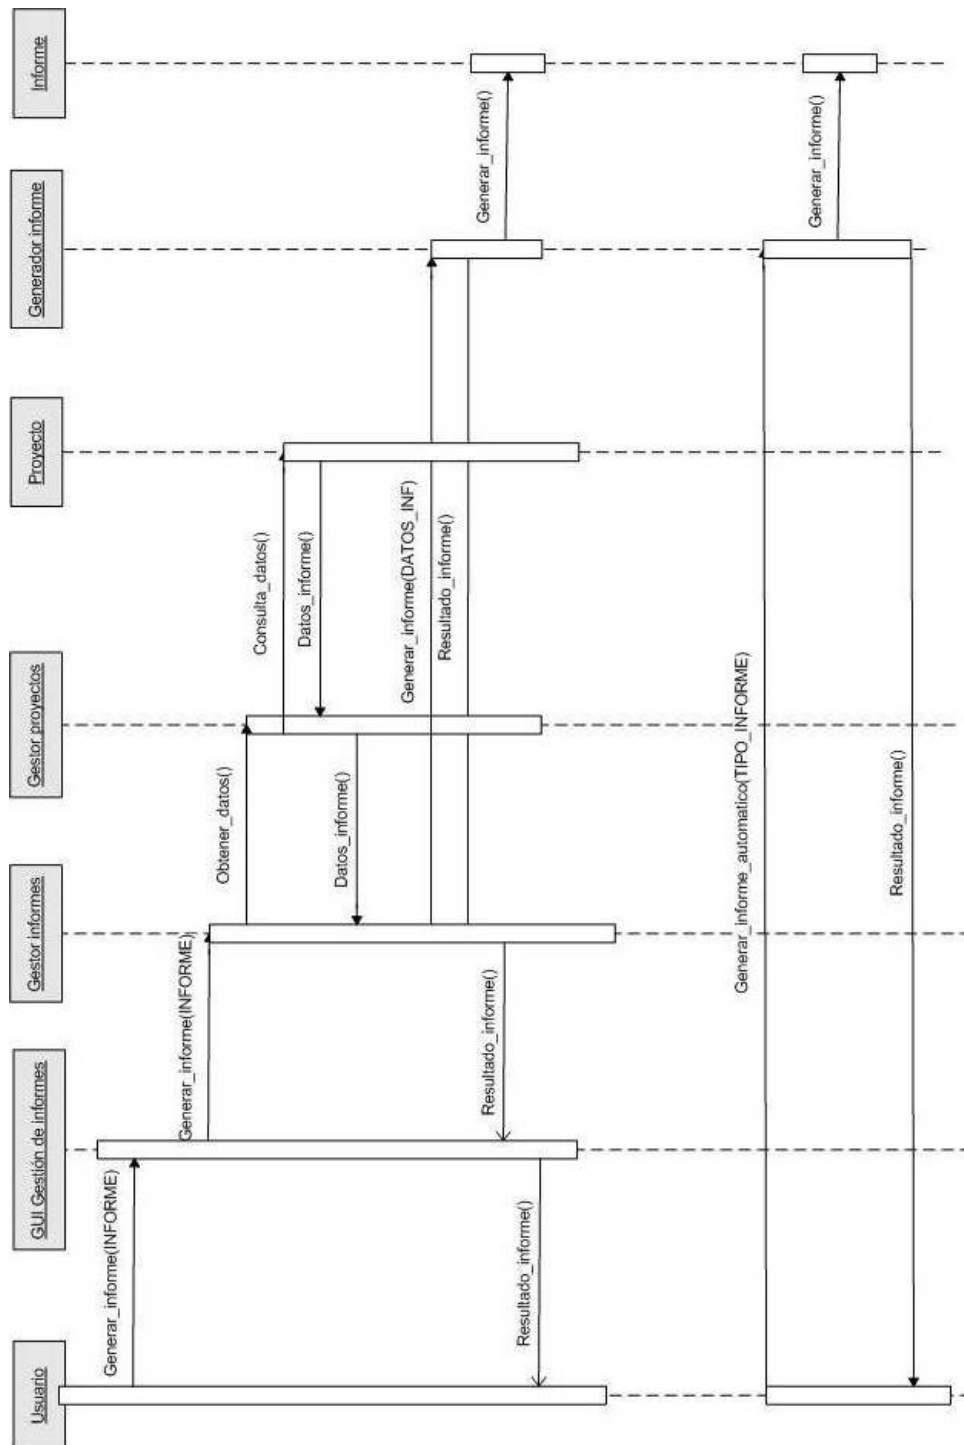 Usuario
GUI Gestión de informes
Gestor informes
Gestor proyectos
Proyecto
Generador informe
Informe
Generar_informe(INFORME)
Generar_informe(INFORME)
Obtener_datos()
Consulta_datos()
Datos_informe()
Datos_informe()
Generar_informe(DATOS_INF)
Resultado_informe()
Generar_informe()
Resultado_informe()
Resultado_informe()
Generar_informe_automatico(TIPO_INFORME)
Generar_informe()
Resultado_informe()